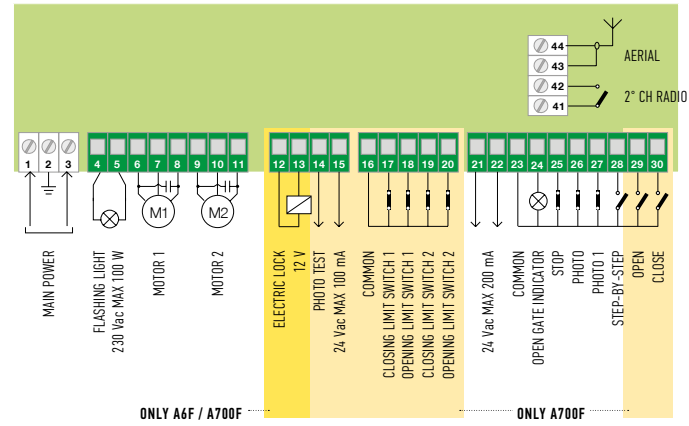 44
AERIAL
43
42
2° CH RADIO
41
1 2 3 4 5 6 7 8 9 10 11 12 13 14 15 16 17 18 19 20 21 22 23 24 25 26 27 28 29 30
M1 M2
MAIN POWER
FLASHING LIGHT
230 Vac MAX 100 W
MOTOR 1
MOTOR 2
ELECTRIC LOCK
12 V
PHOTO TEST
24 Vac MAX 100 mA
COMMON
CLOSING LIMIT SWITCH 1
OPENING LIMIT SWITCH 1
CLOSING LIMIT SWITCH 2
OPENING LIMIT SWITCH 2
24 Vac MAX 200 mA
COMMON
OPEN GATE INDICATOR
STOP
PHOTO
PHOTO 1
STEP-BY-STEP
OPEN
CLOSE
ONLY A6F / A700F
ONLY A700F